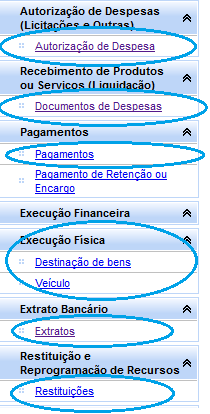 Autorização de Despesas
(Licitações e Outras)
Autorização de Despesa
Recebimento de Produtos
ou Serviços (Liquidação)
Documentos de Despesas
Pagamentos
Pagamentos
Pagamento de Retenção ou
Encargo
Execução Financeira
Execução Fisica
Destinação de bens
Veículo
Extrato Bancário
Extratos
Restituição e
Reprogramação de Recursos
Restituições